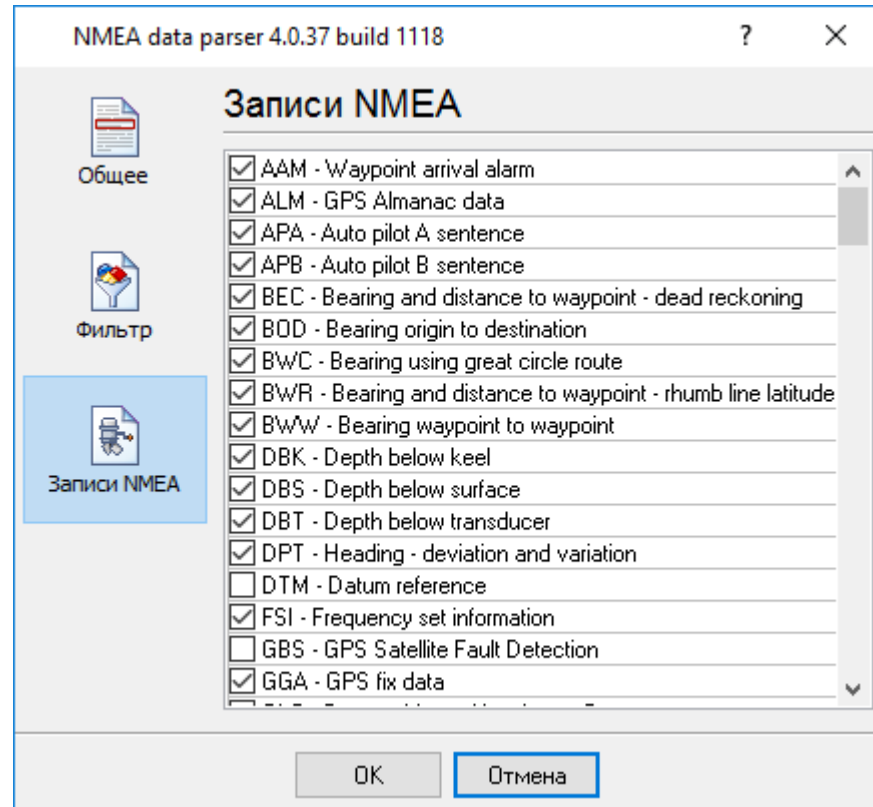 NMEA data parser 4.0.37 build 1118
Общее
Фильтр
Записи NMEA
Записи NMEA
AAM - Waypoint arrival alarm
ALM - GPS Almanac data
APA - Auto pilot A sentence
APB - Auto pilot B sentence
BEC - Bearing and distance to waypoint - dead reckoning
BOD - Bearing origin to destination
BWC - Bearing using great circle route
BWR - Bearing and distance to waypoint - rhumb line latitude
BWW - Bearing waypoint to waypoint
DBK - Depth below keel
DBS - Depth below surface
DBT - Depth below transducer
DPT - Heading - deviation and variation
DTM - Datum reference
FSI - Frequency set information
GBS - GPS Satellite Fault Detection
GGA - GPS fix data
OK
Отмена